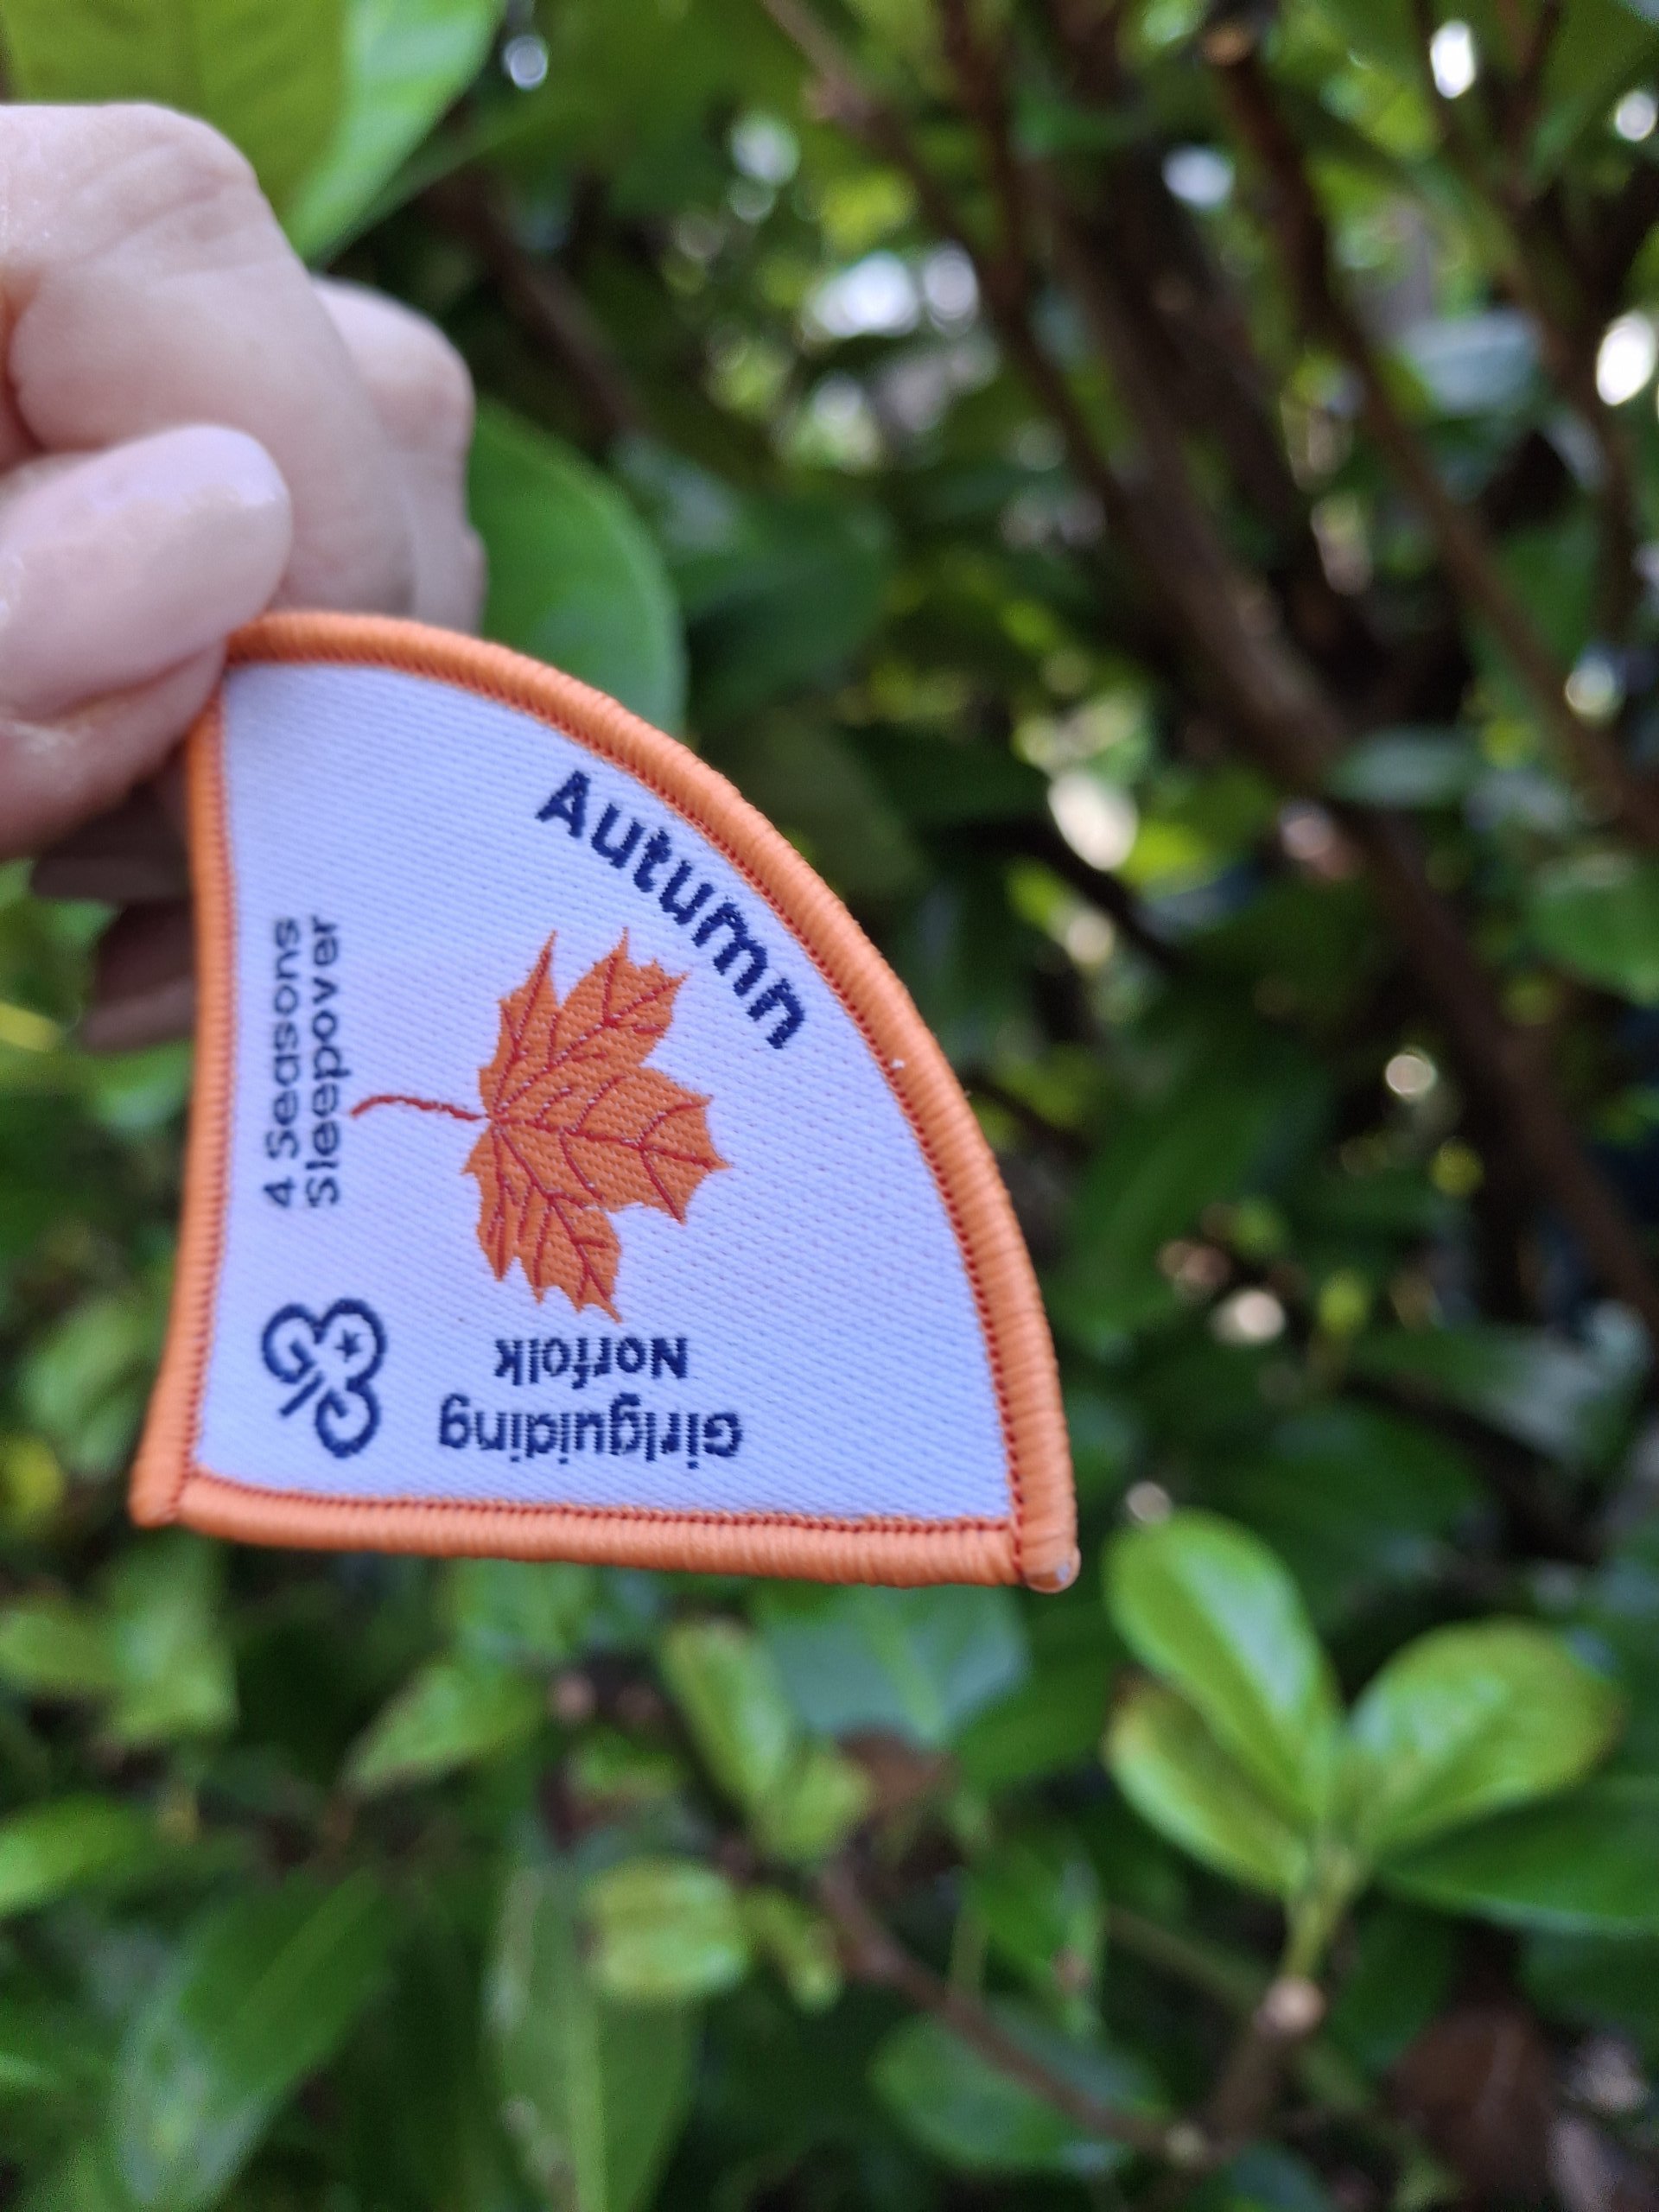 Autumn
4 Seasons
Sleepover
Girlguiding
Norfolk